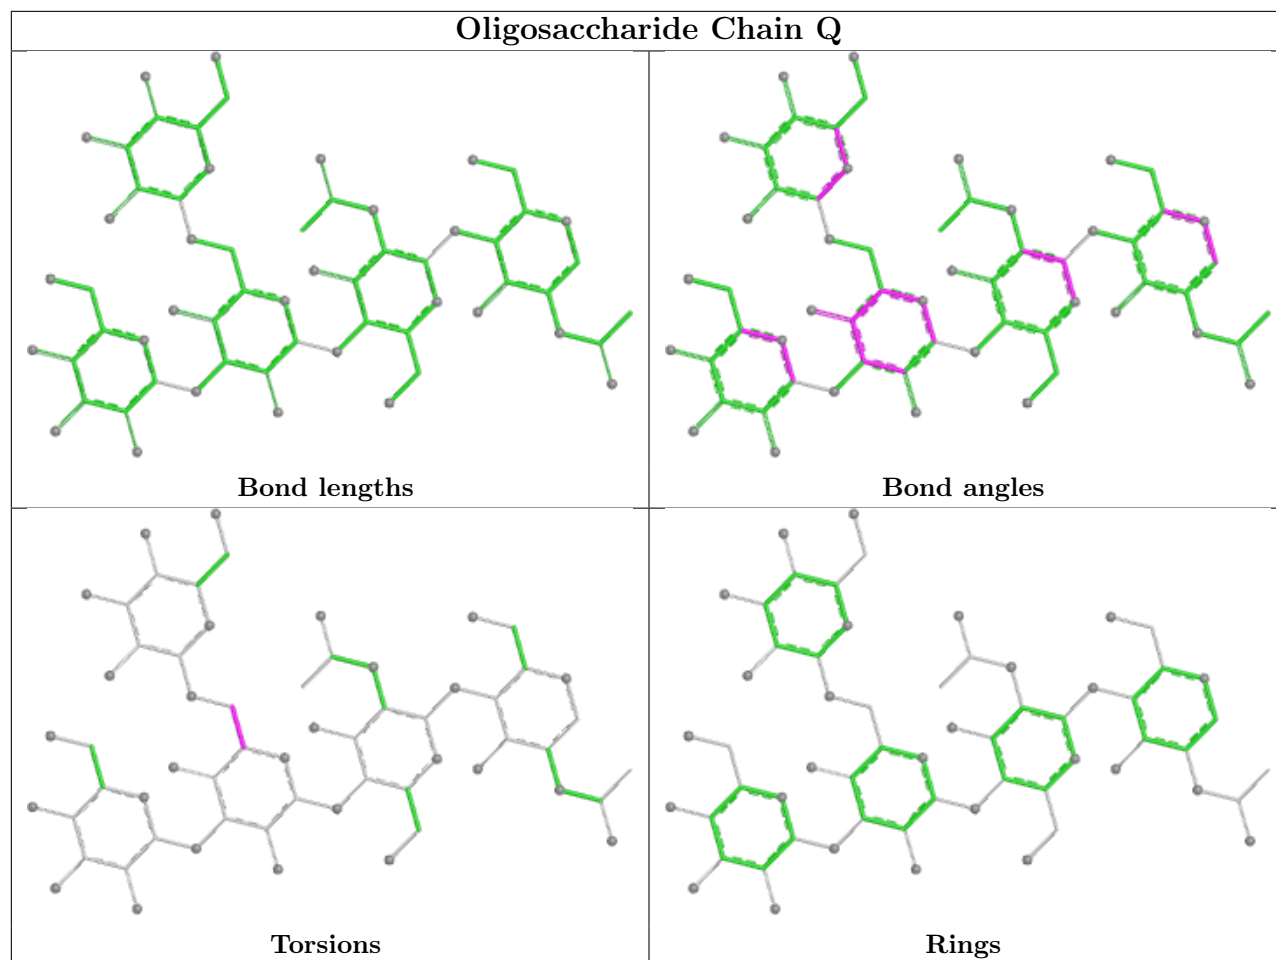 Oligosaccharide Chain Q
Bond lengths
Bond angles
Torsions
Rings